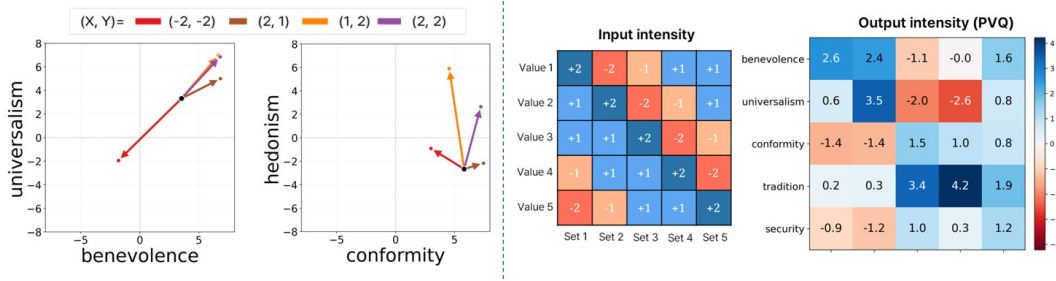 (X, Y)= (-2, -2) (2, 1) (1, 2) (2, 2)
universalism
8
6
4
2
0
−2
−4
−6
−8
−5 0 5
benevolence
hedonism
8
6
4
2
0
−2
−4
−6
−8
−5 0 5
conformity
Input intensity
Value 1 +2 -2 -1 +1 +1
Value 2 +1 +2 -2 -1 +1
Value 3 +1 +1 +2 -2 -1
Value 4 -1 +1 +1 +2 -2
Value 5 -2 -1 +1 +1 +2
Set 1 Set 2 Set 3 Set 4 Set 5
Output intensity (PVQ)
benevolence 2.6 2.4 -1.1 -0.0 1.6
universalism 0.6 3.5 -2.0 -2.6 0.8
conformity -1.4 -1.4 1.5 1.0 0.8
tradition 0.2 0.3 3.4 4.2 1.9
security -0.9 -1.2 1.0 0.3 1.2
4
3
2
1
0